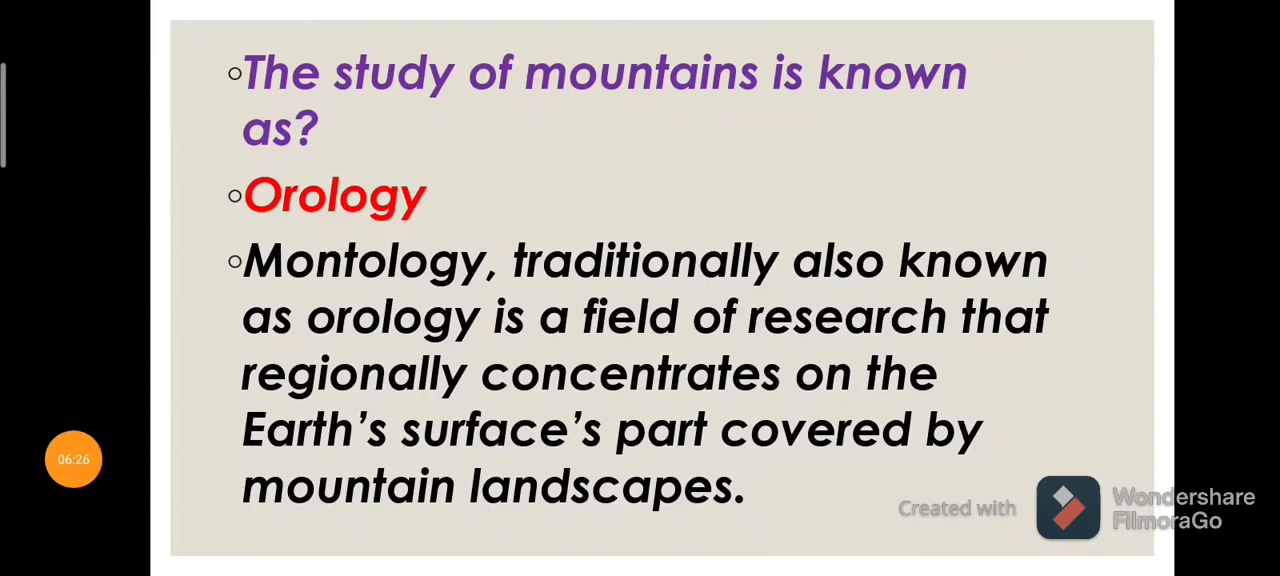 ◦The study of mountains is known
as?
◦Orology
◦Montology, traditionally also known
as orology is a field of research that
regionally concentrates on the
Earth’s surface’s part covered by
mountain landscapes.
06:26
Created with
Wondershare
FilmoraGo